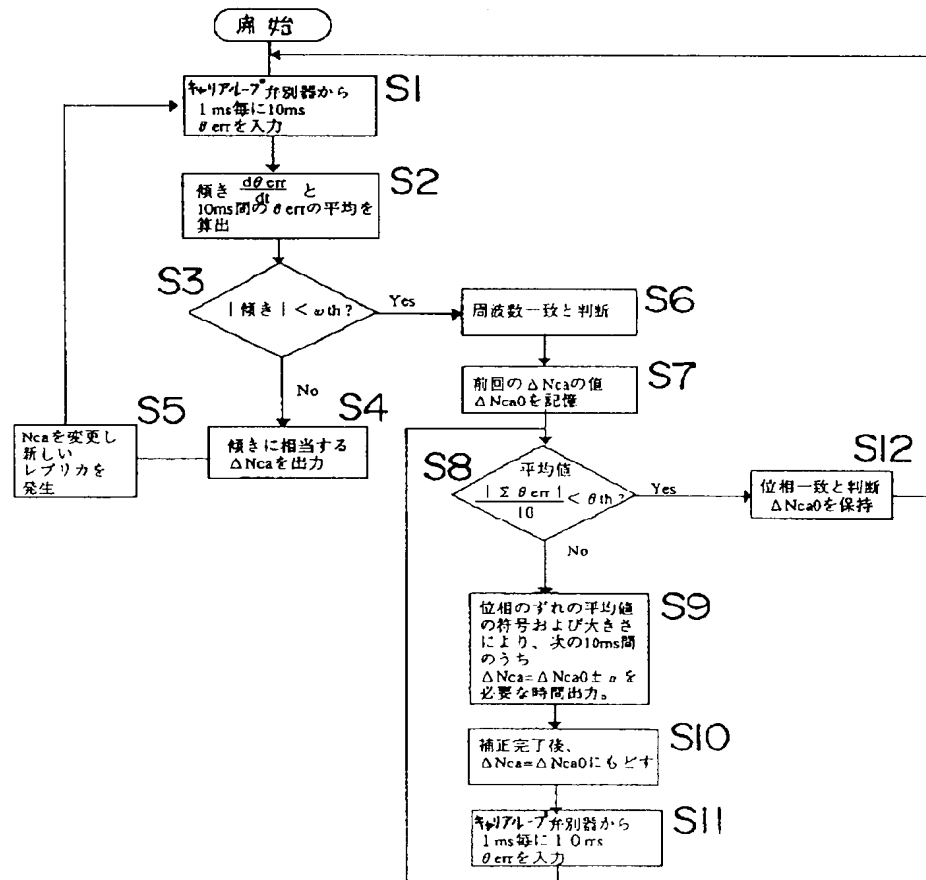 開始
S1
キャリアループ弁別器から
1ms毎に10ms
θerrを入力
S2
傾き dθerr/dt と
10ms間のθerrの平均を
算出
S3
|傾き|<ωth?
Yes
No
S6
周波数一致と判断
S7
前回のΔNcaの値
ΔNca0を記憶
S5
Ncaを変更し
新しい
レプリカを
発生
S4
傾きに相当する
ΔNcaを出力
S8
平均値
|Σθerr|/10<θth?
Yes
No
S12
位相一致と判断
ΔNca0を保持
S9
位相のずれの平均値
の符号および大きさ
により、次の10ms間
のうち
ΔNca=ΔNca0±αを
必要な時間出力。
S10
補正完了後、
ΔNca=ΔNca0にもどす
S11
キャリアループ弁別器から
1ms毎に10ms
θerrを入力